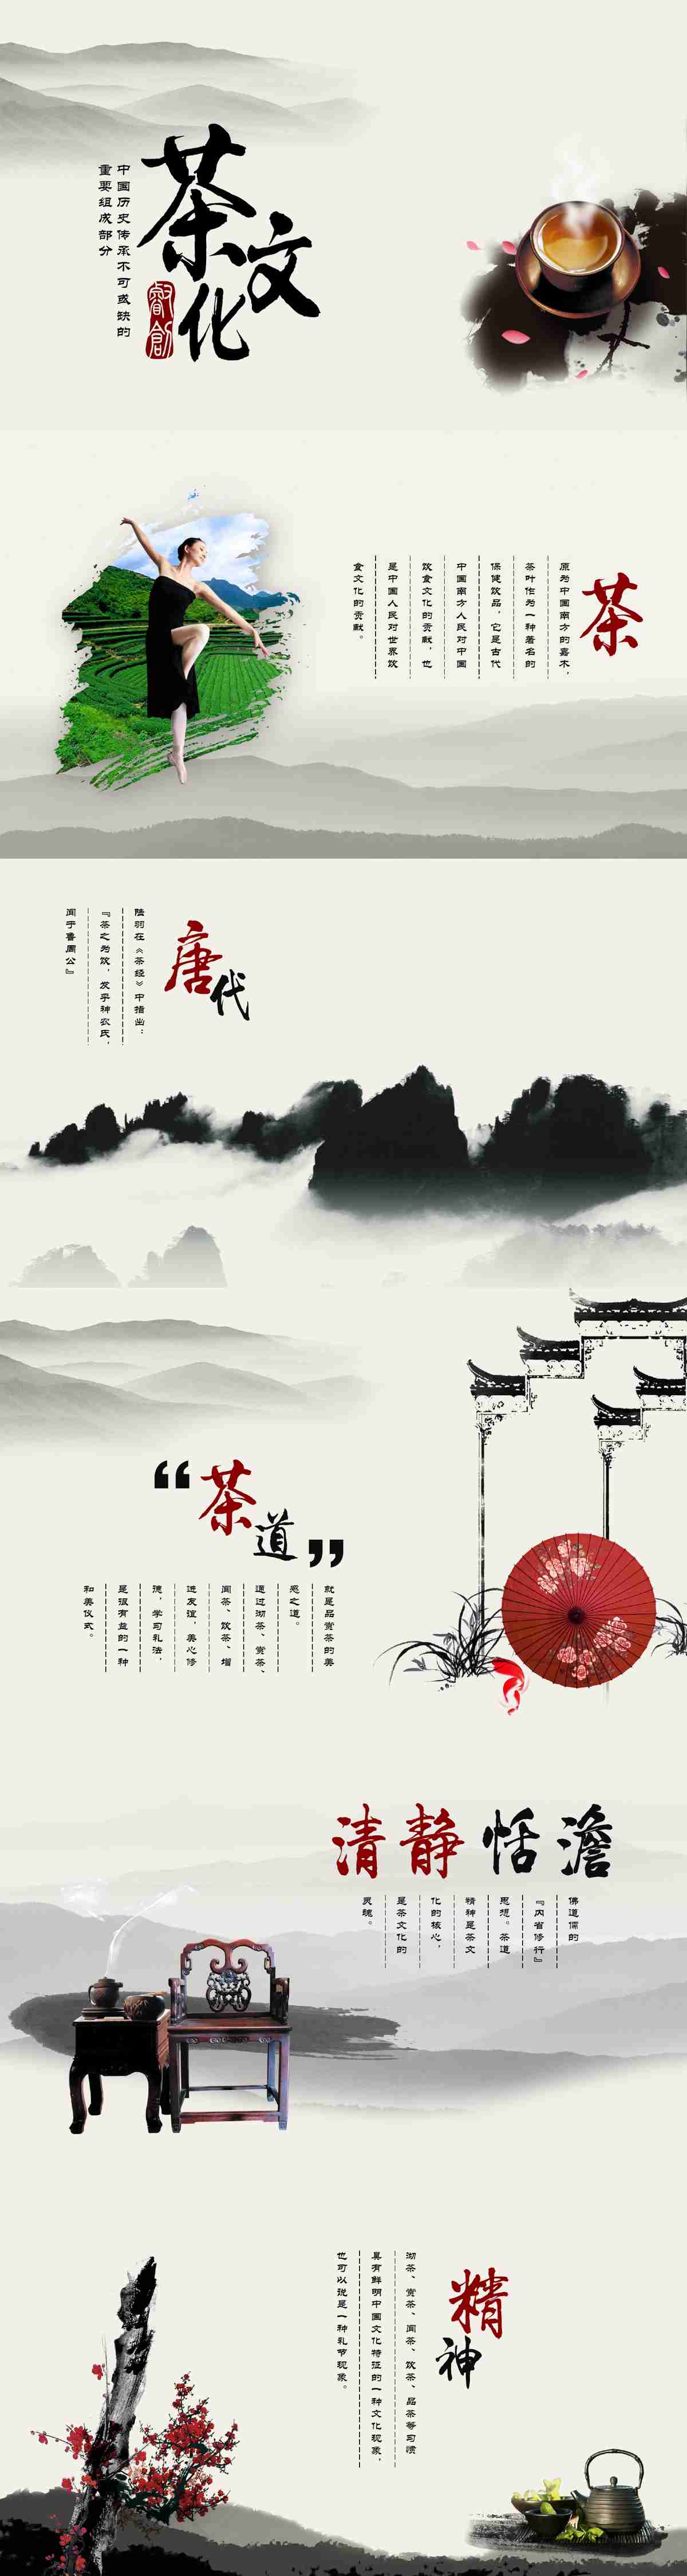 茶文化
睿創
中国历史传承不可或缺的
重要组成部分
茶
原为中国南方的嘉木，
茶叶作为一种著名的
保健饮品，它是古代
中国南方人民对中国
饮食文化的贡献，也
是中国人民对世界饮
食文化的贡献。
唐代
陆羽在《茶经》中指出：
『茶之为饮，发乎神农氏，
闻于鲁周公』
“茶道”
就是品赏茶的美
感之道。
通过沏茶、赏茶、
闻茶、饮茶、增
进友谊，美心修
德，学习礼法，
是很有益的一种
和美仪式。
清静恬澹
佛道儒的
『内省修行』
思想。茶道
精神是茶文
化的核心，
是茶文化的
灵魂。
精神
沏茶、赏茶、闻茶、饮茶、品茶等习惯
具有鲜明中国文化特征的一种文化现象，
也可以说是一种礼节现象。